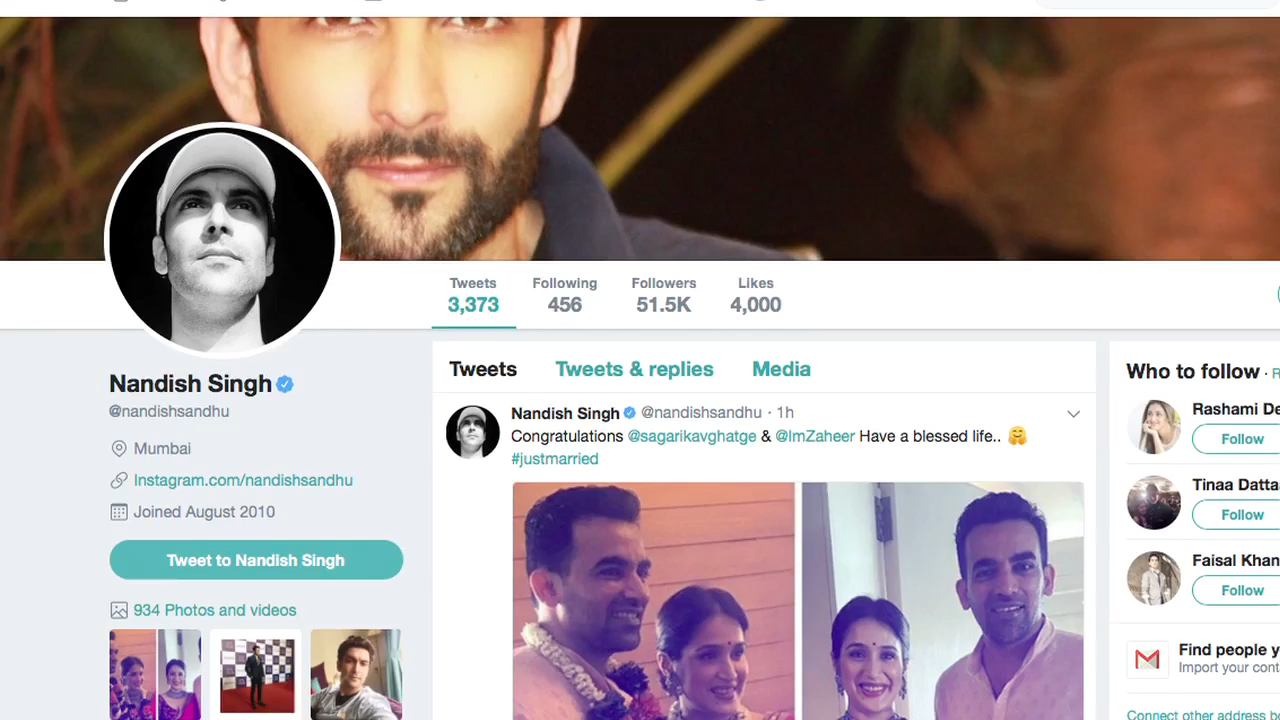 Tweets
3,373
Following
456
Followers
51.5K
Likes
4,000
Nandish Singh
@nandishsandhu
Mumbai
Instagram.com/nandishsandhu
Joined August 2010
Tweet to Nandish Singh
934 Photos and videos
Tweets Tweets & replies Media
Nandish Singh @nandishsandhu · 1h
Congratulations @sagarikavghatge & @ImZaheer Have a blessed life.. 🤗
#justmarried
Who to follow · R
Rashami De
Follow
Tinaa Datta
Follow
Faisal Khan
Follow
Find people y
Import your cont
Connect other address b